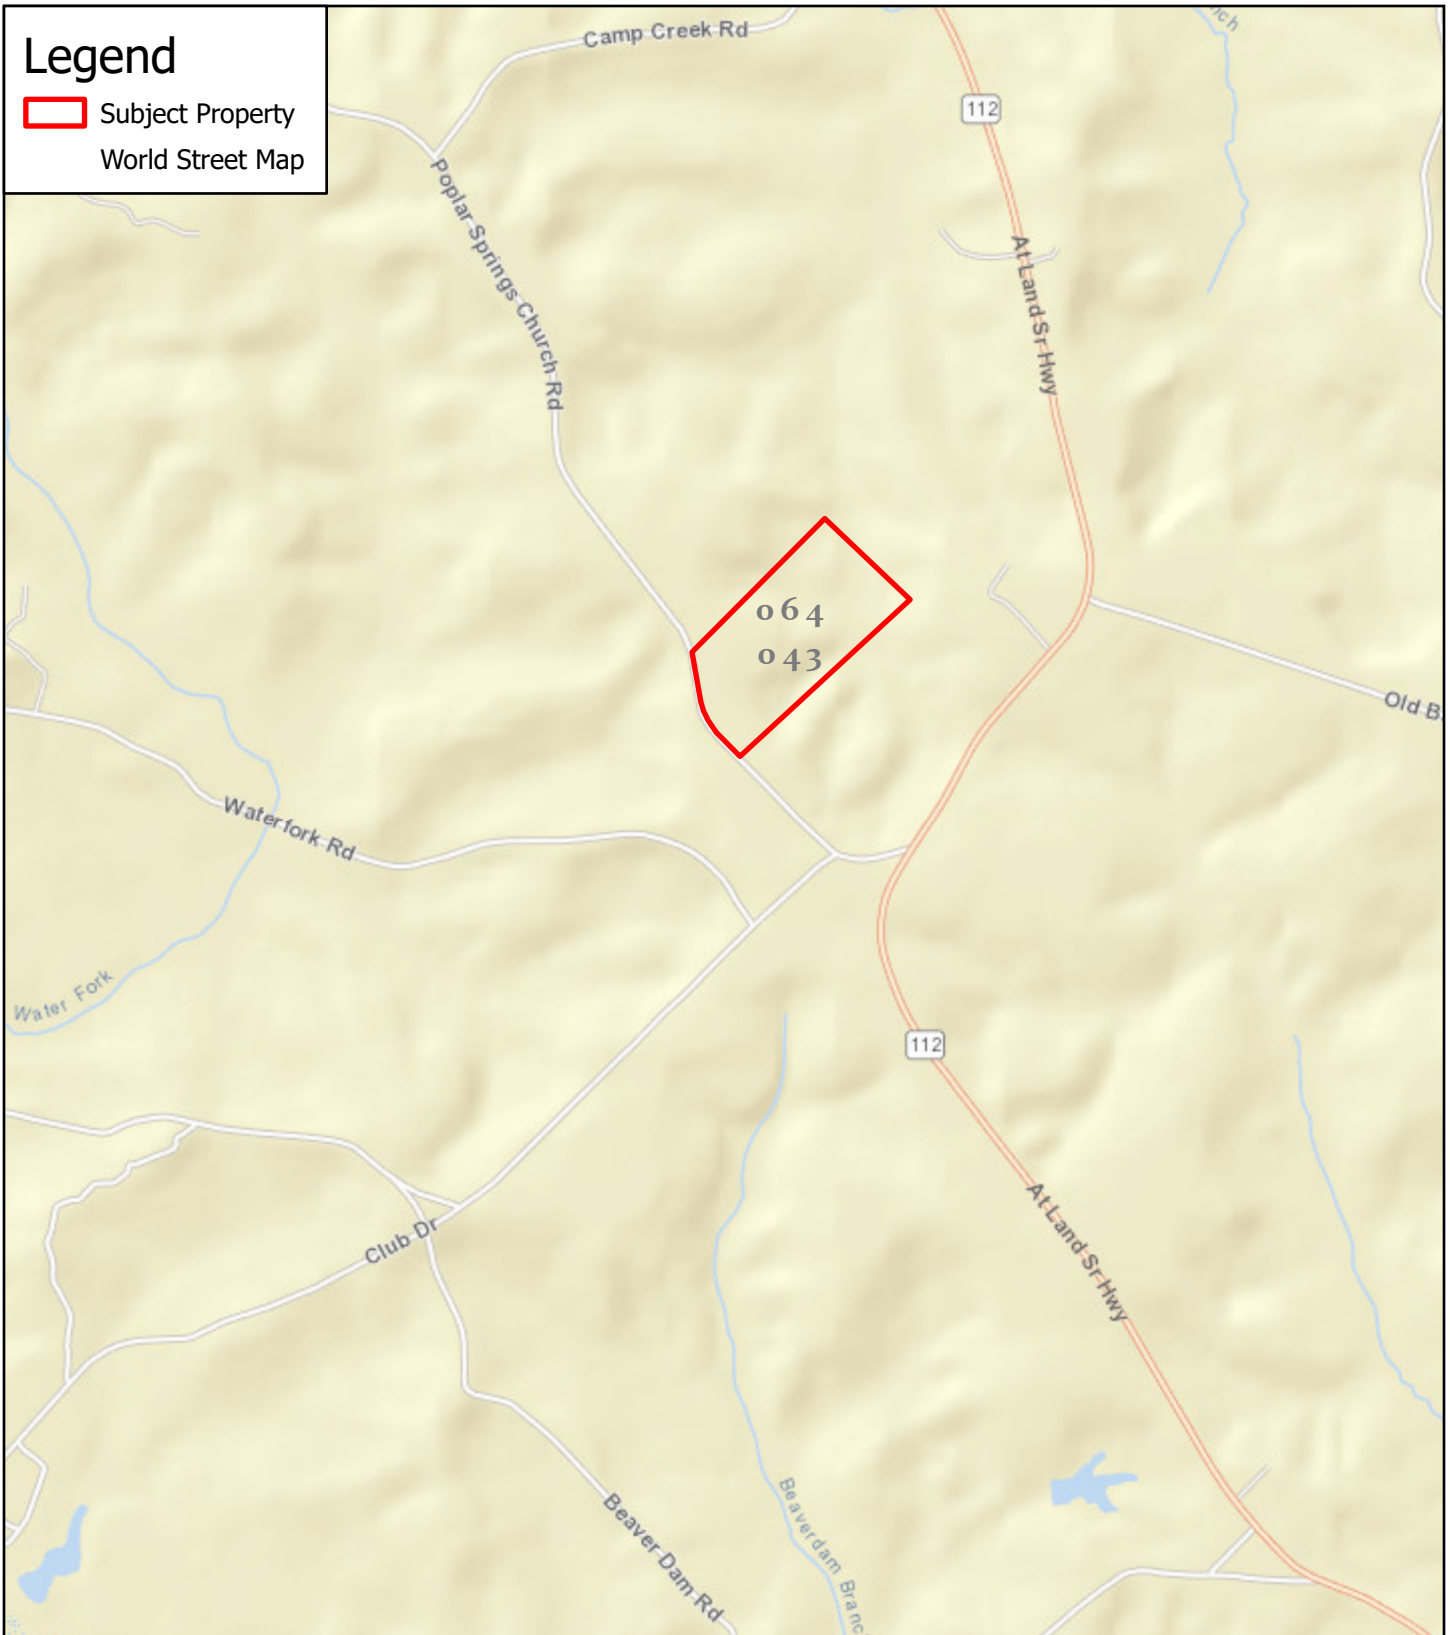 Legend
Subject Property
World Street Map
Camp Creek Rd
112
Poplar Springs Church Rd
At Land Sr Hwy
064
043
Old B
Waterfork Rd
Water Fork
112
At Land Sr Hwy
Club Dr
Beaver Dam Rd
Beaverdam Branc